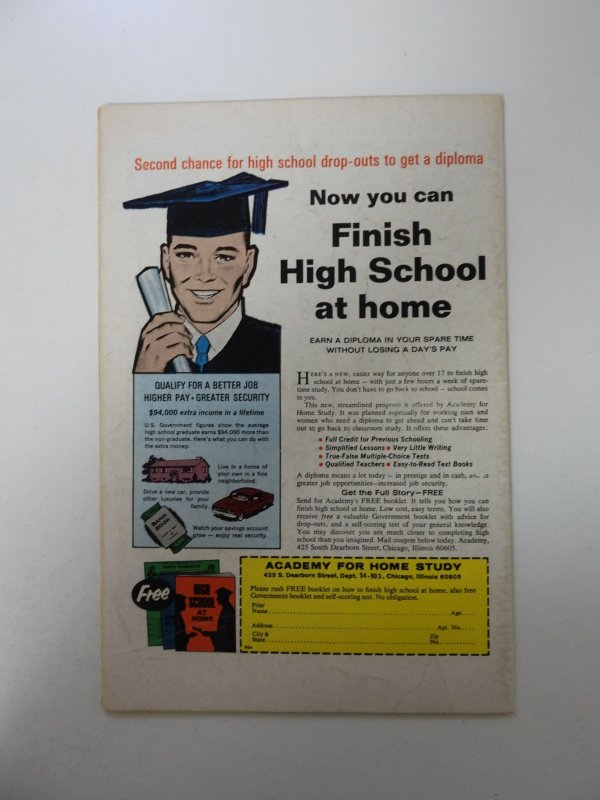 Second chance for high school drop-outs to get a diploma
Now you can
Finish
High School
at home
EARN A DIPLOMA IN YOUR SPARE TIME
WITHOUT LOSING A DAY'S PAY
QUALIFY FOR A BETTER JOB
HIGHER PAY • GREATER SECURITY
$94,000 extra income in a lifetime
U.S. Government figures show the average
high school graduate earns $94,000 more than
the non-graduate. Here's what you can do with
the extra money:
Live in a home of
your own in a fine
neighborhood.
Drive a new car, provide
other luxuries for your
family.
BANK
BOOK
Watch your savings account
grow — enjoy real security.
HERE'S A NEW, easier way for anyone over 17 to finish high
school at home — with just a few hours a week of spare-
time study. You don't have to go back to school – school comes
to you.
This new, streamlined program is offered by Academy for
Home Study. It was planned especially for working men and
women who need a diploma to get ahead and can't take time
out to go back to classroom study. It offers these advantages:
• Full Credit for Previous Schooling
• Simplified Lessons • Very Little Writing
• True-False Multiple-Choice Tests
• Qualified Teachers • Easy-to-Read Text Books
A diploma means a lot today — in prestige and in cash, in
greater job opportunities—increased job security.
Get the Full Story—FREE
Send for Academy's FREE booklet. It tells you how you can
finish high school at home. Low cost, easy terms. You will also
receive free a valuable Government booklet with advice for
drop-outs, and a self-scoring test of your general knowledge.
You may discover you are much closer to completing high
school than you imagined. Mail coupon below today. Academy,
425 South Dearborn Street, Chicago, Illinois 60605.
Free
HIGH
SCHOOL
AT
HOME
ACADEMY FOR HOME STUDY
425 S. Dearborn Street, Dept. 34-903, Chicago, Illinois 60605
Please rush FREE booklet on how to finish high school at home, also free
Government booklet and self-scoring test. No obligation.
Print
Name Age
Address Apt. No.
City & Zip
State No.